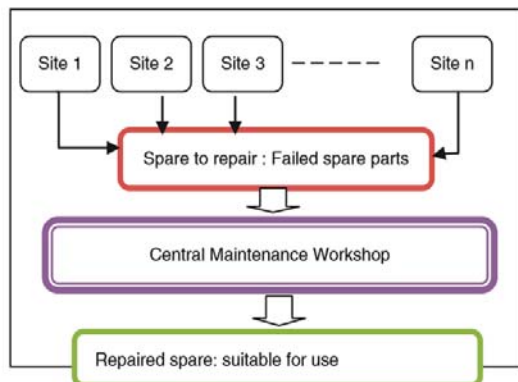 Site 1
Site 2
Site 3
Site n
Spare to repair : Failed spare parts
Central Maintenance Workshop
Repaired spare: suitable for use